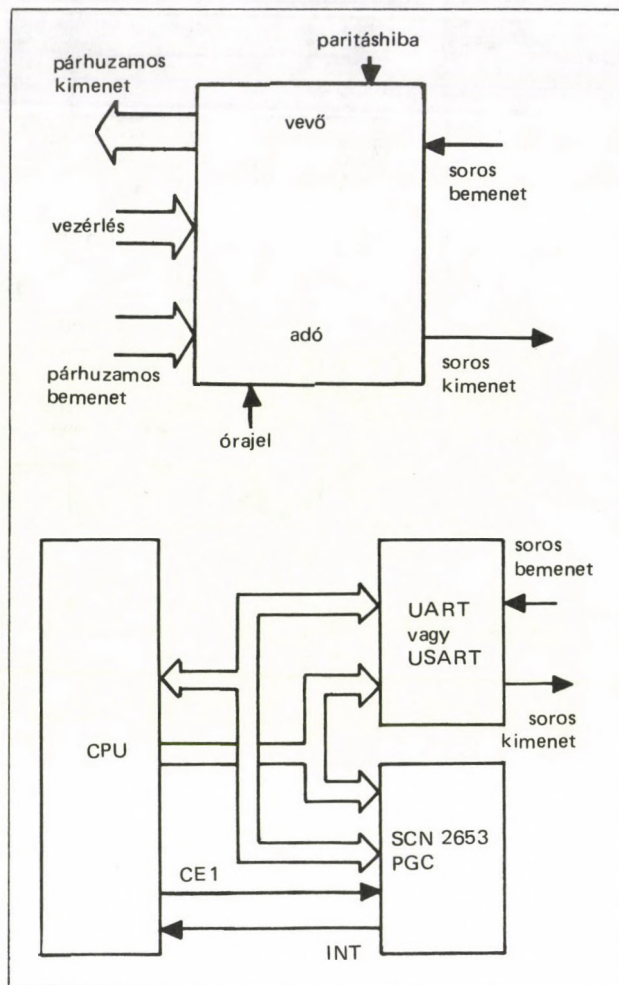 paritáshiba
párhuzamos
kimenet
vevő
soros
bemenet
vezérlés
adó
párhuzamos
bemenet
soros
kimenet
órajel
soros
bemenet
UART
vagy
USART
soros
kimenet
CPU
SCN 2653
PGC
CE1
INT